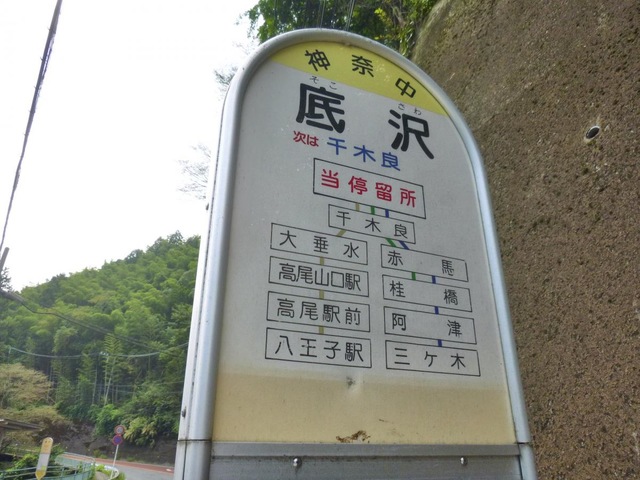 神奈中
そこ さわ
底沢
次は 千木良
当停留所
千木良
大垂水
高尾山口駅
高尾駅前
八王子駅
赤馬
桂橋
阿津
三ケ木